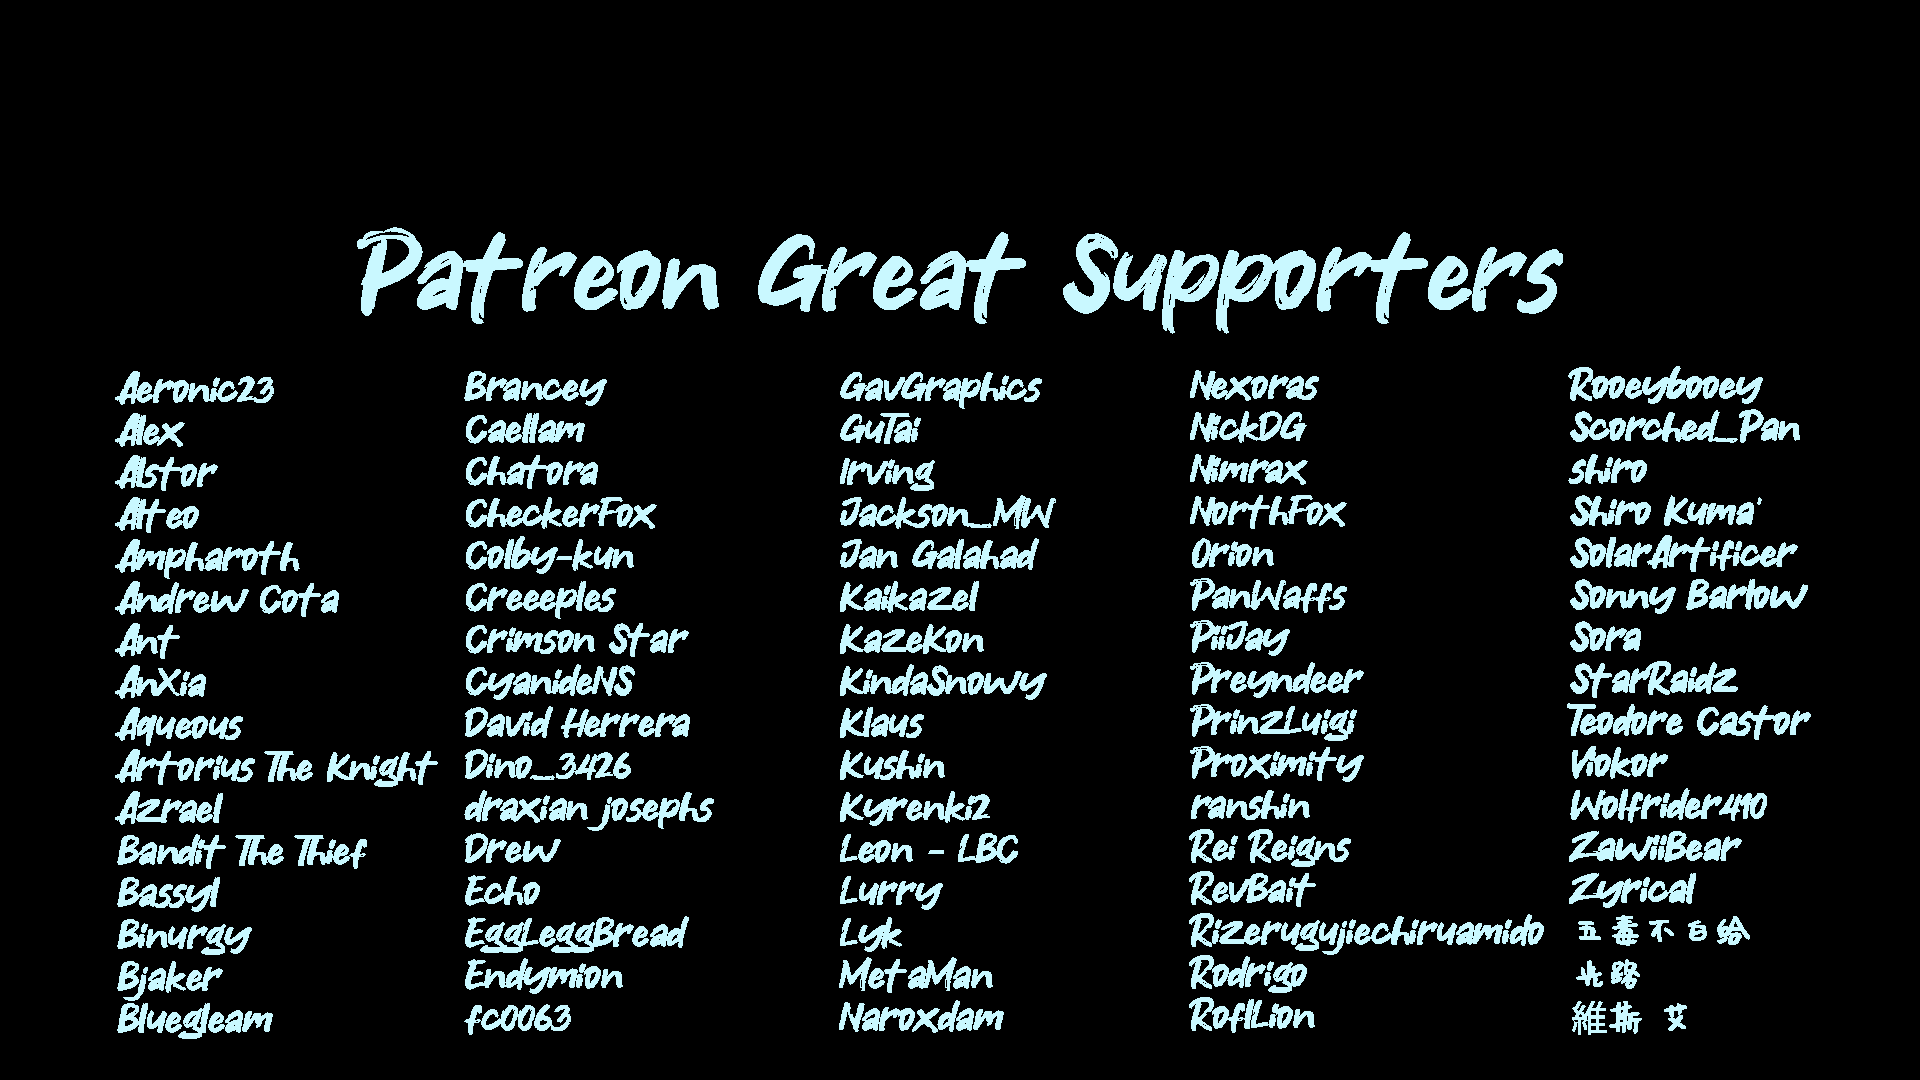 Patreon Great Supporters
Aeronic23
Alex
Alstor
Alteo
Ampharoth
Andrew Cota
Ant
AnXia
Aqueous
Artorius The Knight
Azrael
Bandit The Thief
Bassyl
Binurgy
Bjaker
Bluegleam
Brancey
Caellam
Chatora
CheckerFox
Colby-kun
Creeeples
Crimson Star
CyanideNS
David Herrera
Dino_3426
draxian josephs
Drew
Echo
EggLeggBread
Endymion
fc0063
GavGraphics
GuTai
Irving
Jackson_MW
Jan Galahad
Kaikazel
KazeKon
KindaSnowy
Klaus
Kushin
Kyrenki2
Leon - LBC
Lurry
Lyk
MetaMan
Naroxdam
Nexoras
NickDG
Nimrax
NorthFox
Orion
PanWaffs
PiiJay
Preyndeer
PrinzLuigi
Proximity
ranshin
Rei Reigns
RevBait
Rizerugyjiechiruamido
Rodrigo
RoflLion
Rooeybooey
Scorched_Pan
shiro
Shiro Kuma'
SolarArtificer
Sonny Barlow
Sora
StarRaidz
Teodore Castor
Viokor
Wolfrider410
ZawiiBear
Zyrical
五毒不白给
北路
維斯 艾